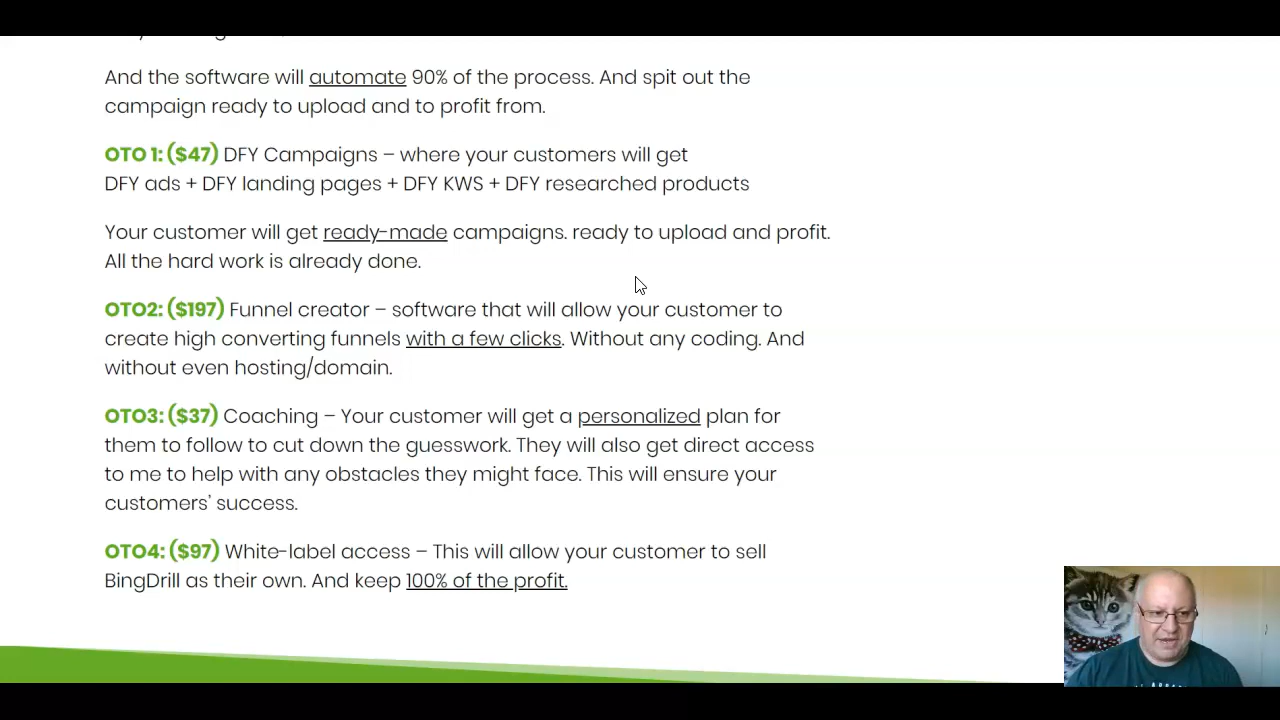 And the software will automate 90% of the process. And spit out the
campaign ready to upload and to profit from.
OTO 1: ($47) DFY Campaigns – where your customers will get
DFY ads + DFY landing pages + DFY KWS + DFY researched products
Your customer will get ready-made campaigns. ready to upload and profit.
All the hard work is already done.
OTO2: ($197) Funnel creator – software that will allow your customer to
create high converting funnels with a few clicks. Without any coding. And
without even hosting/domain.
OTO3: ($37) Coaching – Your customer will get a personalized plan for
them to follow to cut down the guesswork. They will also get direct access
to me to help with any obstacles they might face. This will ensure your
customers’ success.
OTO4: ($97) White-label access – This will allow your customer to sell
BingDrill as their own. And keep 100% of the profit.